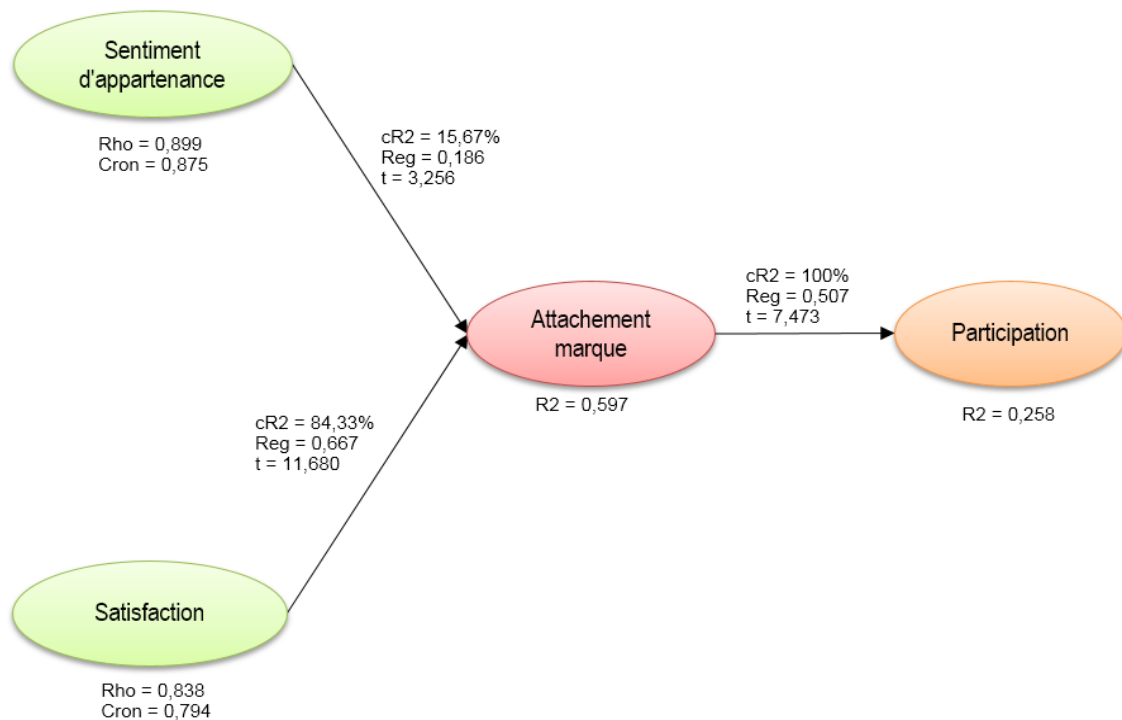 Sentiment
d'appartenance
Rho = 0,899
Cron = 0,875
cR2 = 15,67%
Reg = 0,186
t = 3,256
Attachement
marque
R2 = 0,597
cR2 = 100%
Reg = 0,507
t = 7,473
Participation
R2 = 0,258
cR2 = 84,33%
Reg = 0,667
t = 11,680
Satisfaction
Rho = 0,838
Cron = 0,794